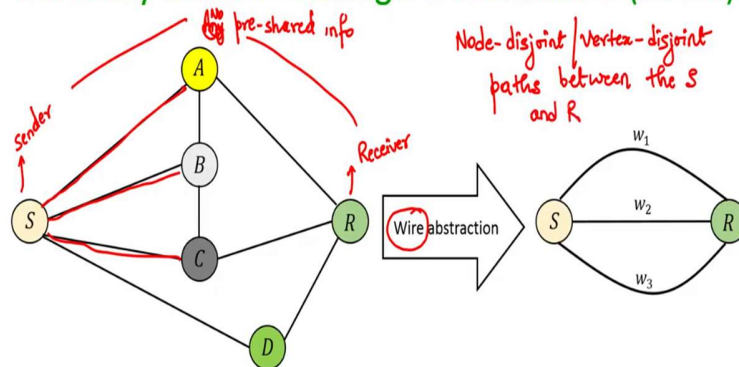 No pre-shared info
Node-disjoint/vertex-disjoint
paths between the S
and R
Sender
Receiver
A
B
S
C
R
D
Wire abstraction
S
R
w₁
w₂
w₃